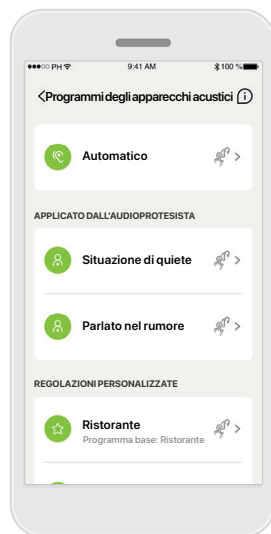 PH 9:41 AM 100 %
Programmi degli apparecchi acustici
Automatico
APPLICATO DALL'AUDIOPROTESISTA
Situazione di quiete
Parlato nel rumore
REGOLAZIONI PERSONALIZZATE
Ristorante
Programma base: Ristorante